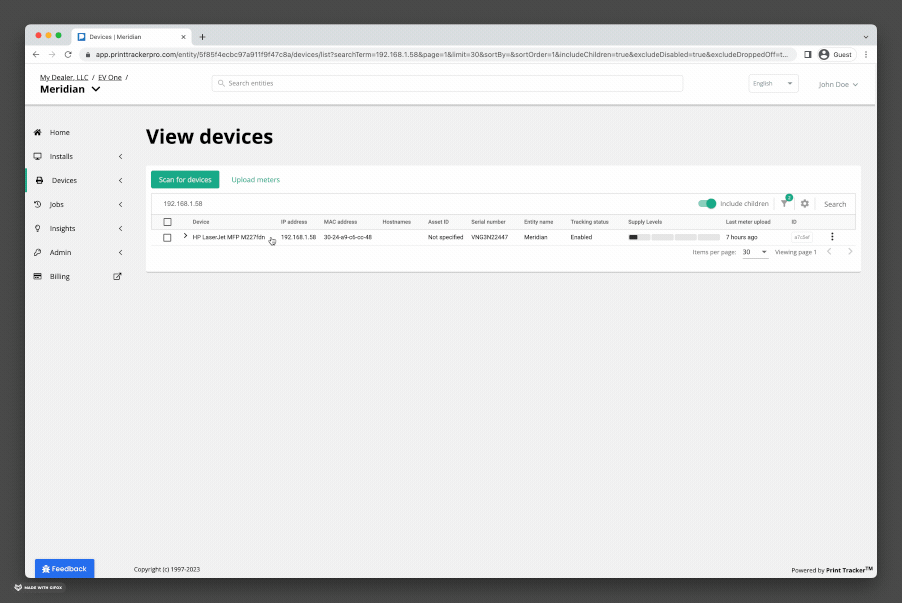 Devices | Meridian
app.printtrackerpro.com/entity/5f85f4ecbc97a911f9f47c8a/devices/list?searchTerm=192.168.1.58&page=1&limit=30&sortBy=&sortOrder=1&includeChildren=true&excludeDisabled=true&excludeDroppedOff=t...
Guest
My Dealer, LLC / EV One /
Meridian
Search entities
English
John Doe
Home
Installs
Devices
Jobs
Insights
Admin
Billing
View devices
Scan for devices
Upload meters
192.168.1.58
Include children
2
Search
Device IP address MAC address Hostnames Asset ID Serial number Entity name Tracking status Supply Levels Last meter upload ID
HP LaserJet MFP M227fdn 192.168.1.58 30-24-a9-c6-cc-48 Not specified VNG3N22447 Meridian Enabled 7 hours ago
Items per page: 30 Viewing page 1
Feedback
Copyright (c) 1997-2023
Powered by Print Tracker™
MADE WITH GIFOX